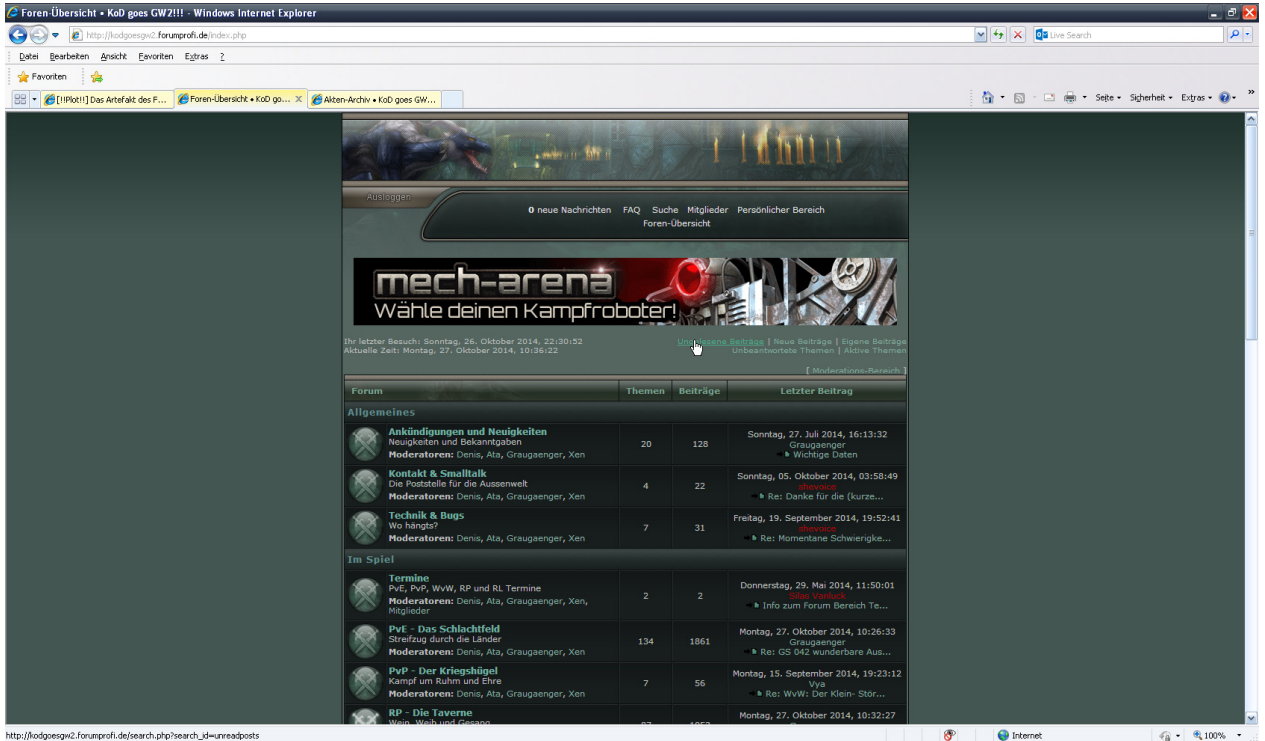 Foren-Übersicht • KoD goes GW2!!! - Windows Internet Explorer
http://kodgoesgw2.forumprofi.de/index.php
Live Search
Datei Bearbeiten Ansicht Favoriten Extras ?
Favoriten
[!!Plot!!] Das Artefakt des F...
Foren-Übersicht • KoD go...
Akten-Archiv • KoD goes GW...
Seite
Sicherheit
Extras
Ausloggen
0 neue Nachrichten FAQ Suche Mitglieder Persönlicher Bereich
Foren-Übersicht
mech-arena
Wähle deinen Kampfroboter!
Ihr letzter Besuch: Sonntag, 26. Oktober 2014, 22:30:52
Aktuelle Zeit: Montag, 27. Oktober 2014, 10:36:22
Ungelesene Beiträge | Neue Beiträge | Eigene Beiträge
Unbeantwortete Themen | Aktive Themen
[ Moderations-Bereich ]
Forum Themen Beiträge Letzter Beitrag
Allgemeines
Ankündigungen und Neuigkeiten
Neuigkeiten und Bekanntgaben
Moderatoren: Denis, Ata, Graugaenger, Xen
20 128
Sonntag, 27. Juli 2014, 16:13:32
Graugaenger
Wichtige Daten
Kontakt & Smalltalk
Die Poststelle für die Aussenwelt
Moderatoren: Denis, Ata, Graugaenger, Xen
4 22
Sonntag, 05. Oktober 2014, 03:58:49
shevoice
Re: Danke für die (kurze...
Technik & Bugs
Wo hängts?
Moderatoren: Denis, Ata, Graugaenger, Xen
7 31
Freitag, 19. September 2014, 19:52:41
shevoice
Re: Momentane Schwierigke...
Im Spiel
Termine
PvE, PvP, WvW, RP und RL Termine
Moderatoren: Denis, Ata, Graugaenger, Xen,
Mitglieder
2 2
Donnerstag, 29. Mai 2014, 11:50:01
Silas Vanluck
Info zum Forum Bereich Te...
PvE - Das Schlachtfeld
Streifzug durch die Länder
Moderatoren: Denis, Ata, Graugaenger, Xen
134 1861
Montag, 27. Oktober 2014, 10:26:33
Graugaenger
Re: GS 042 wunderbare Aus...
PvP - Der Kriegshügel
Kampf um Ruhm und Ehre
Moderatoren: Denis, Ata, Graugaenger, Xen
7 56
Montag, 15. September 2014, 19:23:12
Vya
Re: WvW: Der Klein- Stör...
RP - Die Taverne
Wein, Weib und Gesang
Montag, 27. Oktober 2014, 10:32:27
http://kodgoesgw2.forumprofi.de/search.php?search_id=unreadposts
Internet
100%